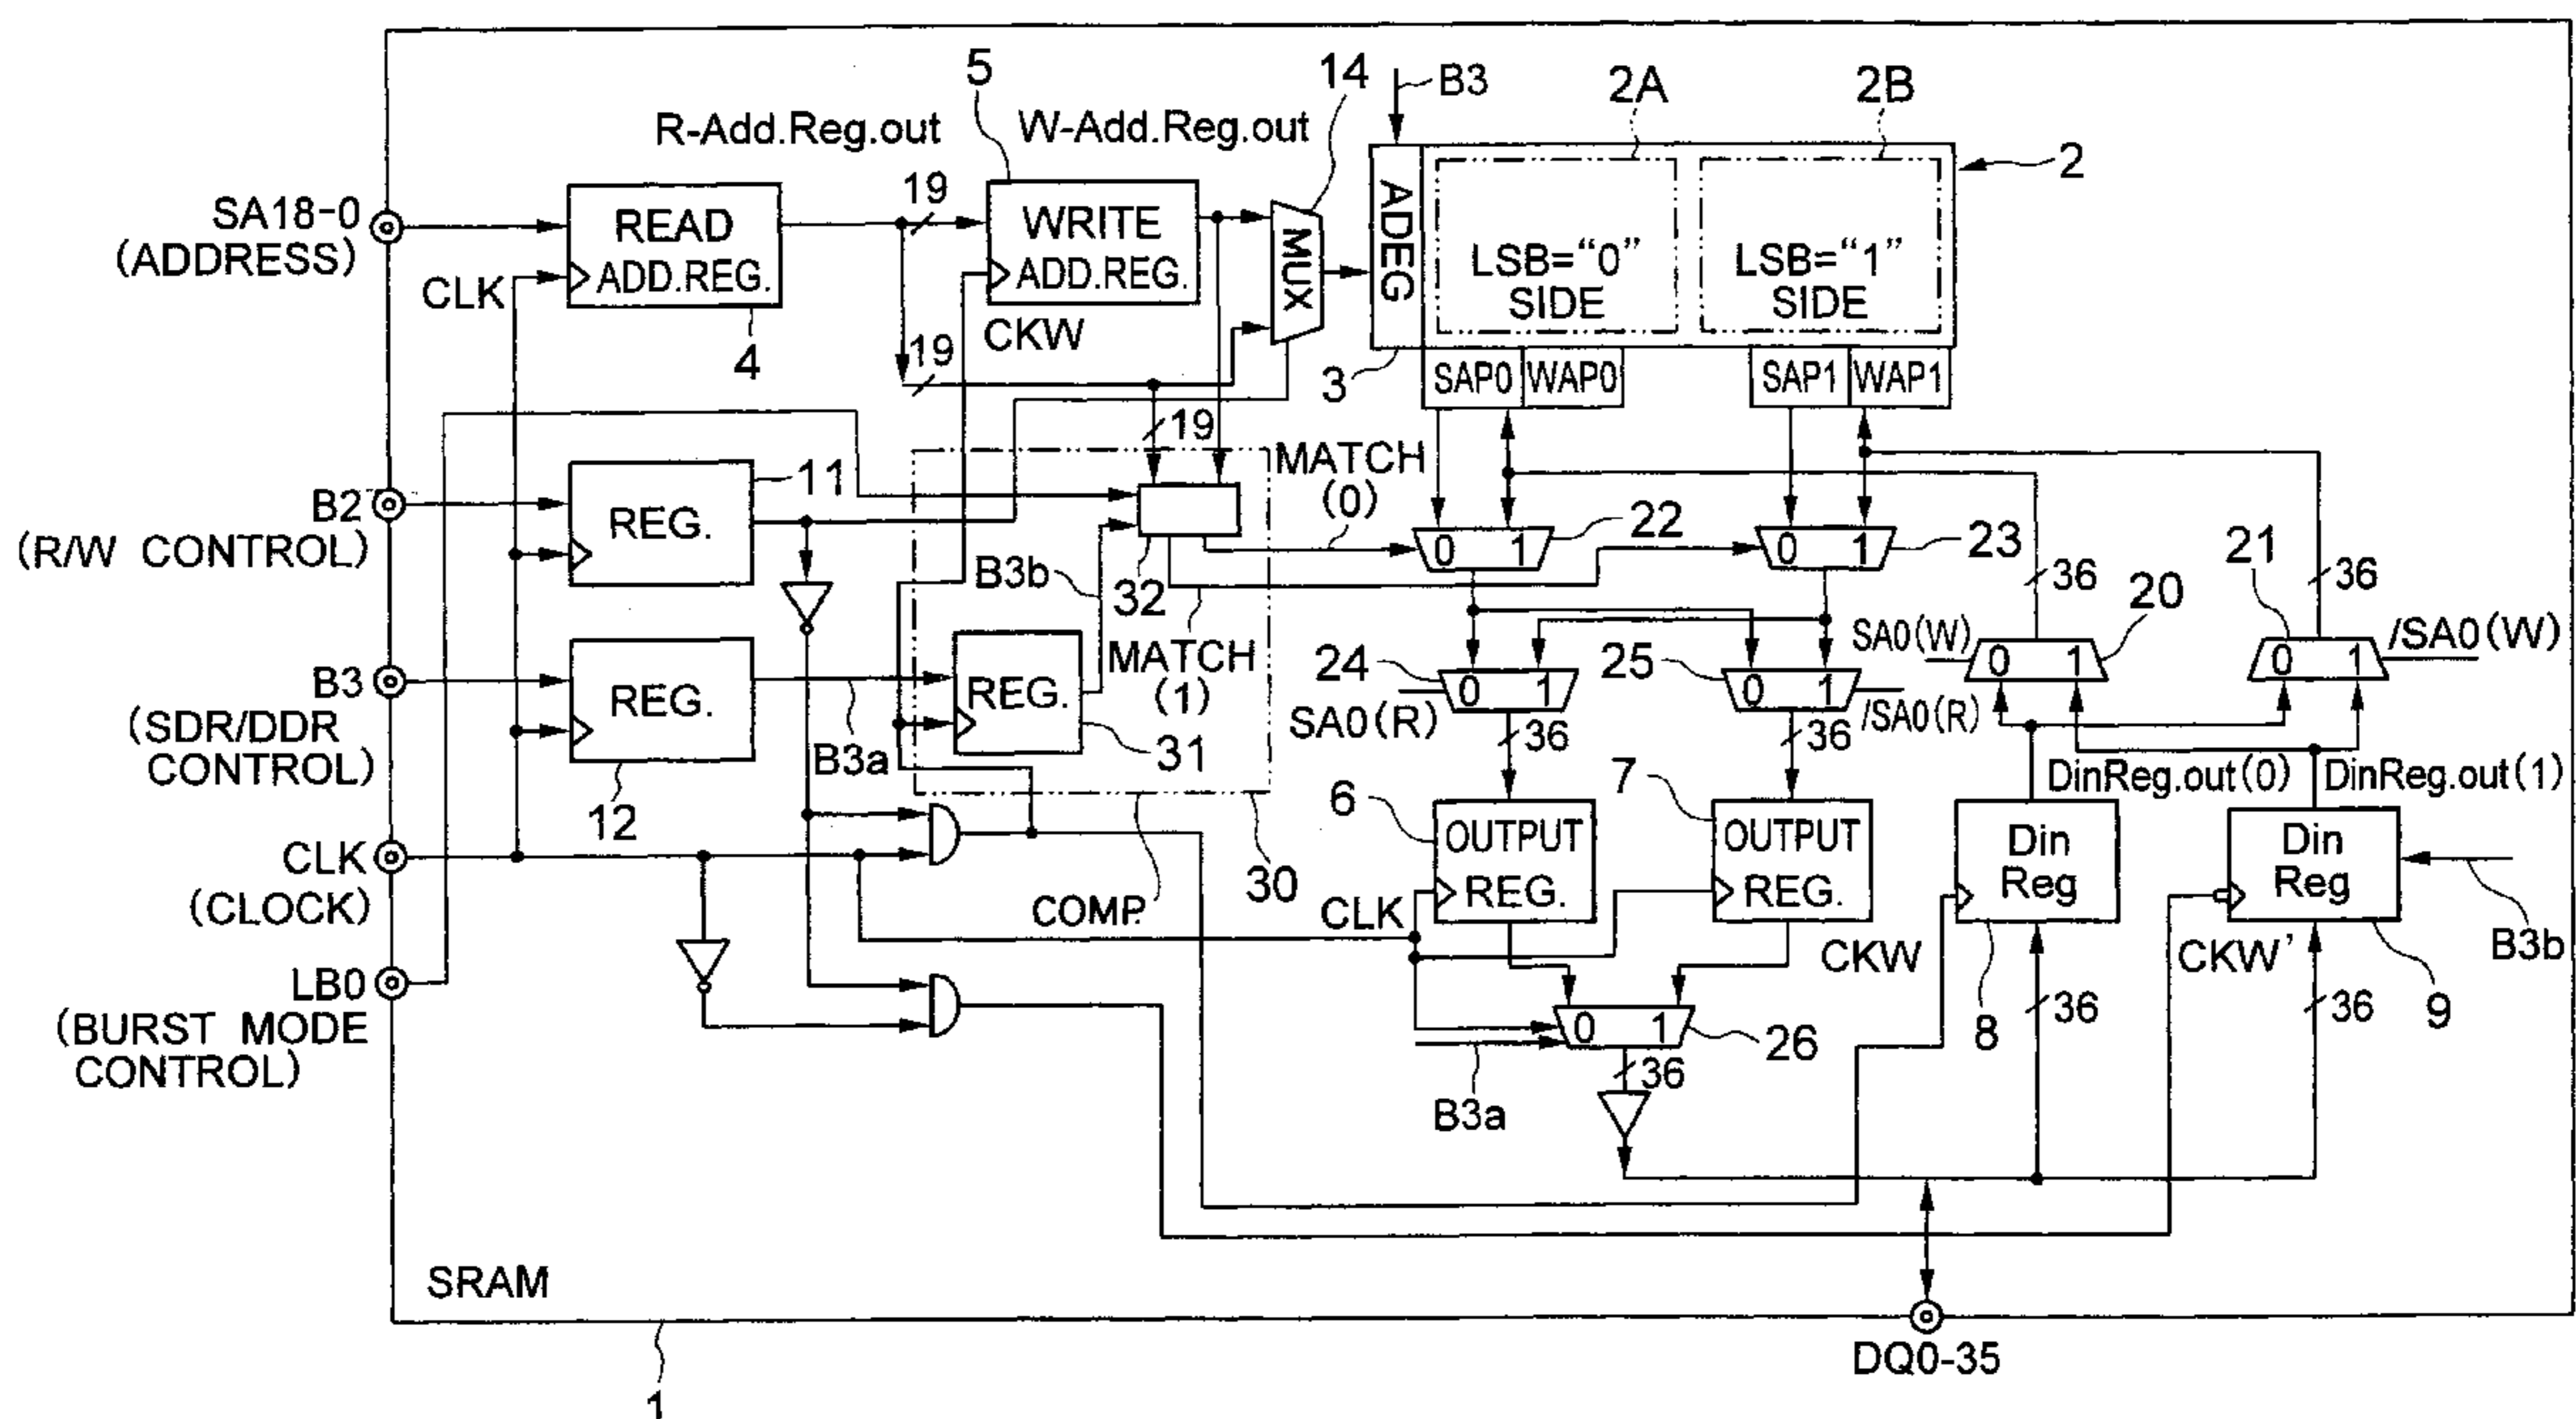 5
14
B3
2A
2B
R-Add.Reg.out
W-Add.Reg.out
2
SA18-0
(ADDRESS)
READ
ADD.REG.
19
WRITE
ADD.REG.
MUX
ADEG
LSB="0"
SIDE
LSB="1"
SIDE
CLK
4
CKW
19
3
SAP0
WAP0
SAP1
WAP1
19
MATCH
(0)
B2
(R/W CONTROL)
REG.
11
B3b
32
0 1
22
0 1
23
36
21
36
20
MATCH
(1)
SA0(W)
0 1
0 1
/SA0(W)
B3
(SDR/DDR
CONTROL)
REG.
12
B3a
REG.
31
24
0 1
SA0(R)
25
0 1
/SA0(R)
36
36
DinReg.out(0)
DinReg.out(1)
CLK
(CLOCK)
COMP.
30
6
OUTPUT
REG.
7
OUTPUT
REG.
Din
Reg
Din
Reg
B3b
CLK
CKW
CKW'
8
9
36
36
LB0
(BURST MODE
CONTROL)
0 1
26
B3a
36
SRAM
DQ0-35
1